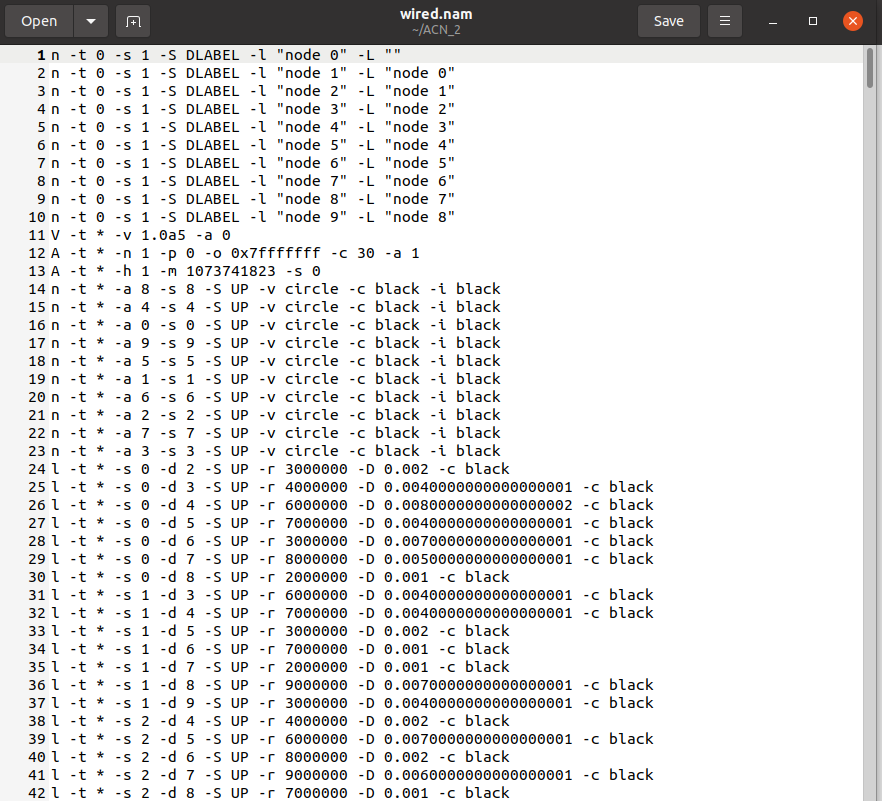 Open
wired.nam
~/ACN_2
Save
1 n -t 0 -s 1 -S DLABEL -l "node 0" -L ""
2 n -t 0 -s 1 -S DLABEL -l "node 1" -L "node 0"
3 n -t 0 -s 1 -S DLABEL -l "node 2" -L "node 1"
4 n -t 0 -s 1 -S DLABEL -l "node 3" -L "node 2"
5 n -t 0 -s 1 -S DLABEL -l "node 4" -L "node 3"
6 n -t 0 -s 1 -S DLABEL -l "node 5" -L "node 4"
7 n -t 0 -s 1 -S DLABEL -l "node 6" -L "node 5"
8 n -t 0 -s 1 -S DLABEL -l "node 7" -L "node 6"
9 n -t 0 -s 1 -S DLABEL -l "node 8" -L "node 7"
10 n -t 0 -s 1 -S DLABEL -l "node 9" -L "node 8"
11 V -t * -v 1.0a5 -a 0
12 A -t * -n 1 -p 0 -o 0x7fffffff -c 30 -a 1
13 A -t * -h 1 -m 1073741823 -s 0
14 n -t * -a 8 -s 8 -S UP -v circle -c black -i black
15 n -t * -a 4 -s 4 -S UP -v circle -c black -i black
16 n -t * -a 0 -s 0 -S UP -v circle -c black -i black
17 n -t * -a 9 -s 9 -S UP -v circle -c black -i black
18 n -t * -a 5 -s 5 -S UP -v circle -c black -i black
19 n -t * -a 1 -s 1 -S UP -v circle -c black -i black
20 n -t * -a 6 -s 6 -S UP -v circle -c black -i black
21 n -t * -a 2 -s 2 -S UP -v circle -c black -i black
22 n -t * -a 7 -s 7 -S UP -v circle -c black -i black
23 n -t * -a 3 -s 3 -S UP -v circle -c black -i black
24 l -t * -s 0 -d 2 -S UP -r 3000000 -D 0.002 -c black
25 l -t * -s 0 -d 3 -S UP -r 4000000 -D 0.0040000000000000001 -c black
26 l -t * -s 0 -d 4 -S UP -r 6000000 -D 0.0080000000000000002 -c black
27 l -t * -s 0 -d 5 -S UP -r 7000000 -D 0.0040000000000000001 -c black
28 l -t * -s 0 -d 6 -S UP -r 3000000 -D 0.0070000000000000001 -c black
29 l -t * -s 0 -d 7 -S UP -r 8000000 -D 0.0050000000000000001 -c black
30 l -t * -s 0 -d 8 -S UP -r 2000000 -D 0.001 -c black
31 l -t * -s 1 -d 3 -S UP -r 6000000 -D 0.0040000000000000001 -c black
32 l -t * -s 1 -d 4 -S UP -r 7000000 -D 0.0040000000000000001 -c black
33 l -t * -s 1 -d 5 -S UP -r 3000000 -D 0.002 -c black
34 l -t * -s 1 -d 6 -S UP -r 7000000 -D 0.001 -c black
35 l -t * -s 1 -d 7 -S UP -r 2000000 -D 0.001 -c black
36 l -t * -s 1 -d 8 -S UP -r 9000000 -D 0.0070000000000000001 -c black
37 l -t * -s 1 -d 9 -S UP -r 3000000 -D 0.0040000000000000001 -c black
38 l -t * -s 2 -d 4 -S UP -r 4000000 -D 0.002 -c black
39 l -t * -s 2 -d 5 -S UP -r 6000000 -D 0.0070000000000000001 -c black
40 l -t * -s 2 -d 6 -S UP -r 8000000 -D 0.002 -c black
41 l -t * -s 2 -d 7 -S UP -r 9000000 -D 0.0060000000000000001 -c black
42 l -t * -s 2 -d 8 -S UP -r 7000000 -D 0.001 -c black